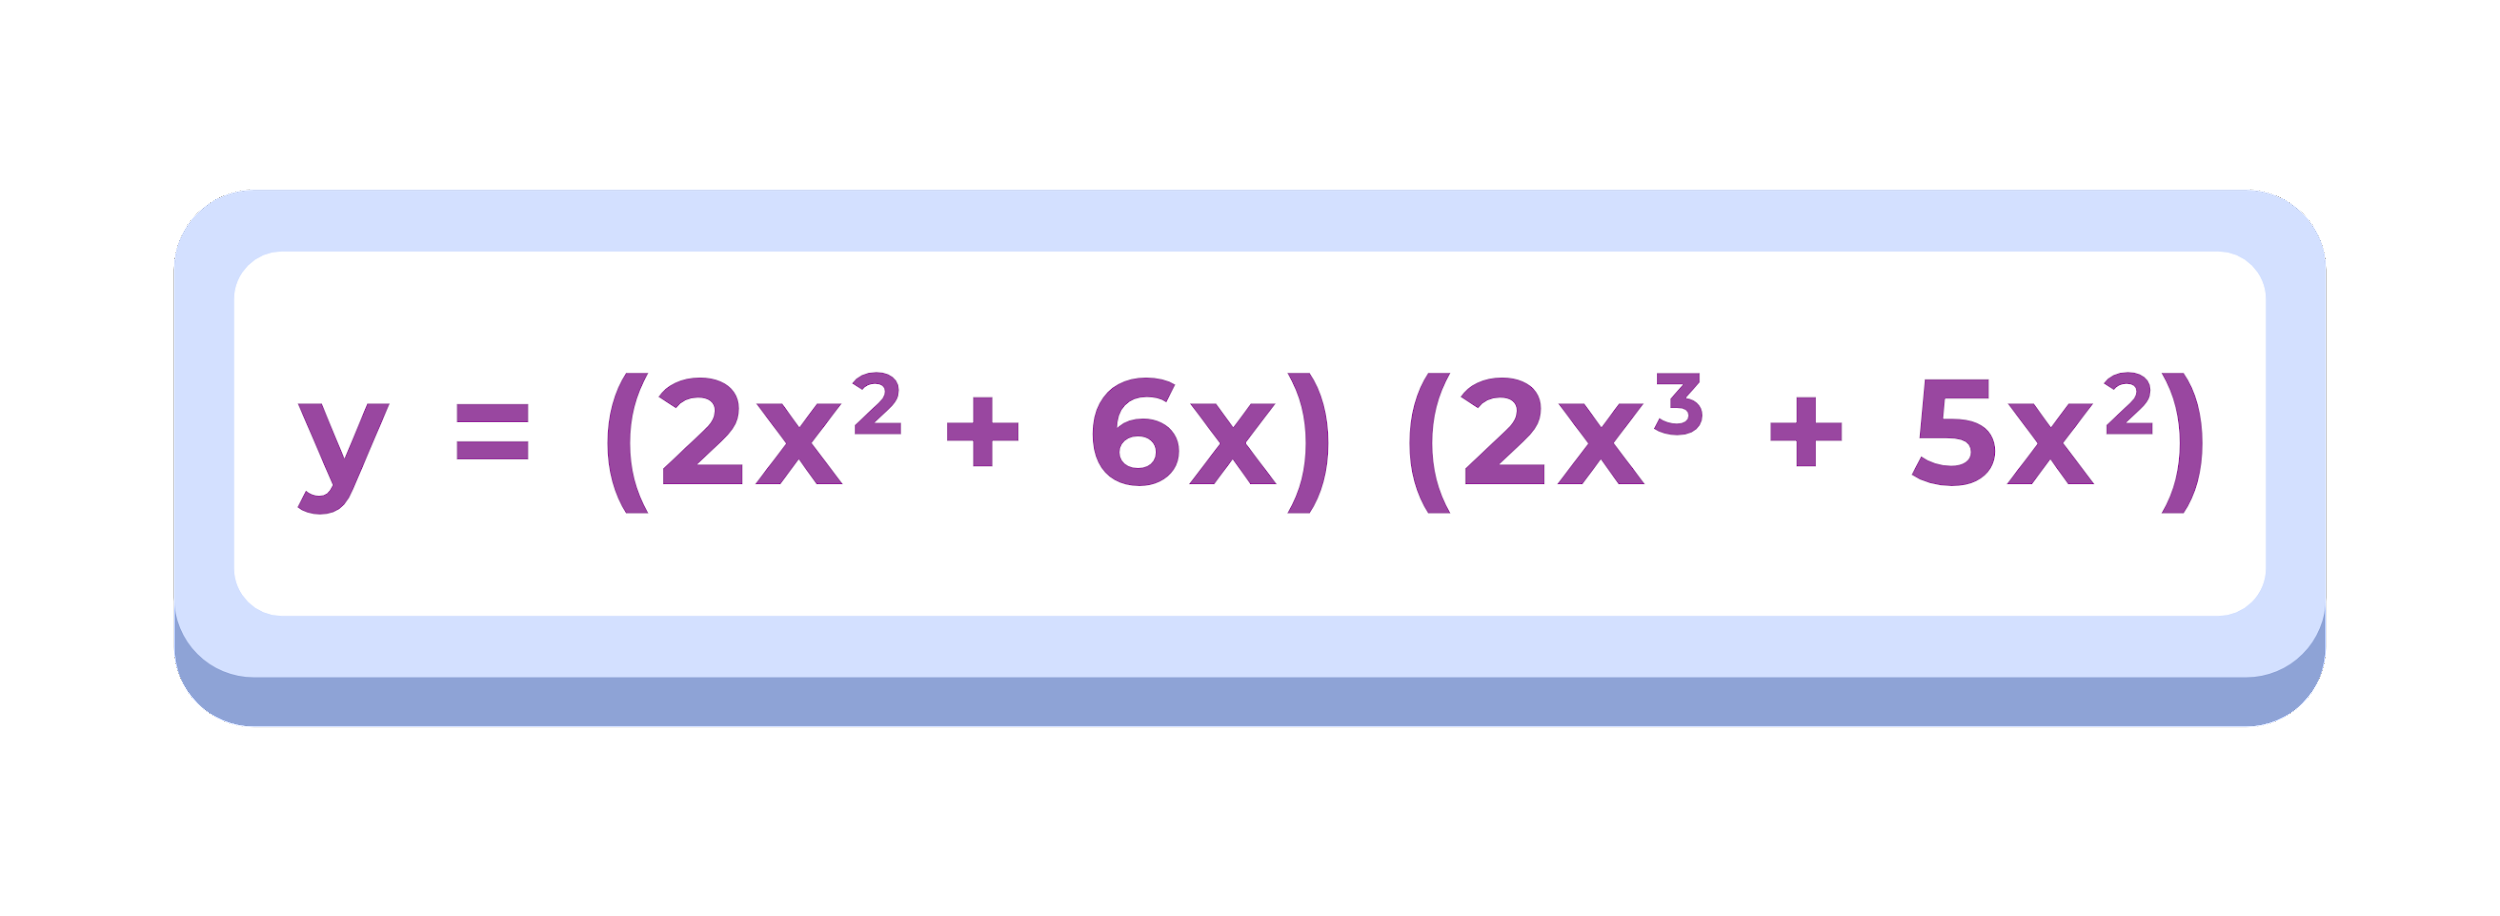 y = (2x² + 6x) (2x³ + 5x²)